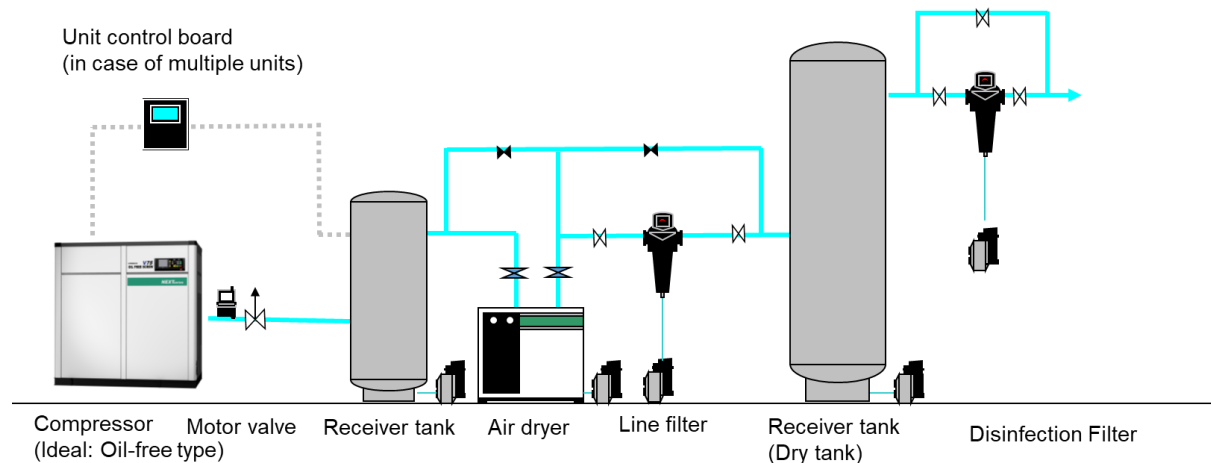 Unit control board
(in case of multiple units)
Compressor
(Ideal: Oil-free type)
Motor valve
Receiver tank
Air dryer
Line filter
Receiver tank
(Dry tank)
Disinfection Filter